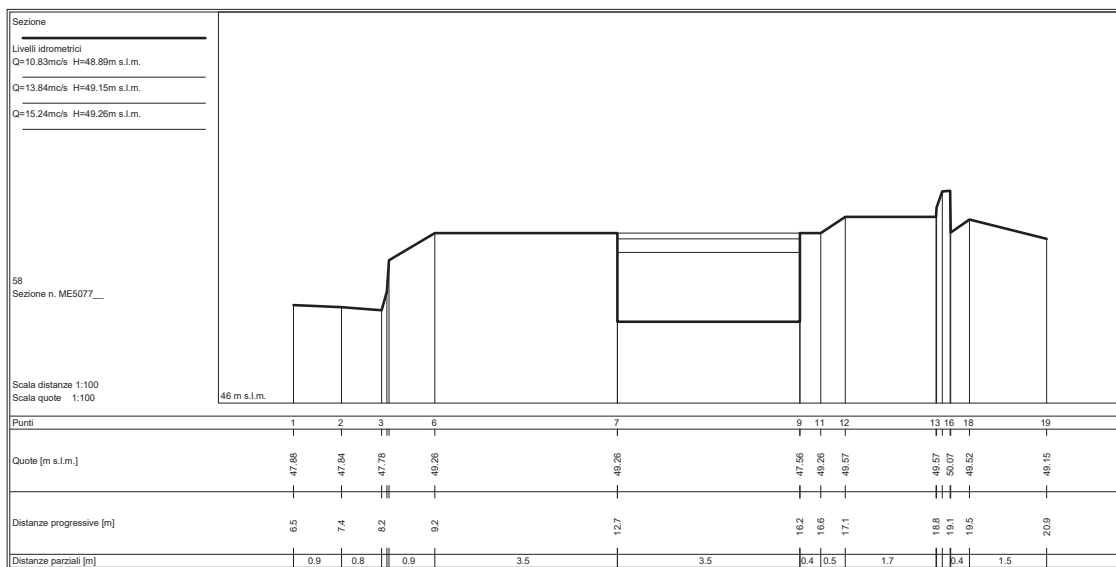 Sezione
Livelli idrometrici
Q=10.83mc/s H=48.89m s.l.m.
Q=13.84mc/s H=49.15m s.l.m.
Q=15.24mc/s H=49.26m s.l.m.
58
Sezione n. ME5077__
Scala distanze 1:100
Scala quote 1:100
46 m s.l.m.
Punti 1 2 3 6 7 9 11 12 13 16 18 19
Quote [m s.l.m.] 47.88 47.84 47.78 49.26 49.26 47.56 49.26 49.57 49.57 50.07 49.52 49.15
Distanze progressive [m] 6.5 7.4 8.2 9.2 12.7 16.2 16.6 17.1 18.8 19.1 19.5 20.9
Distanze parziali [m] 0.9 0.8 0.9 3.5 3.5 0.4 0.5 1.7 0.4 1.5